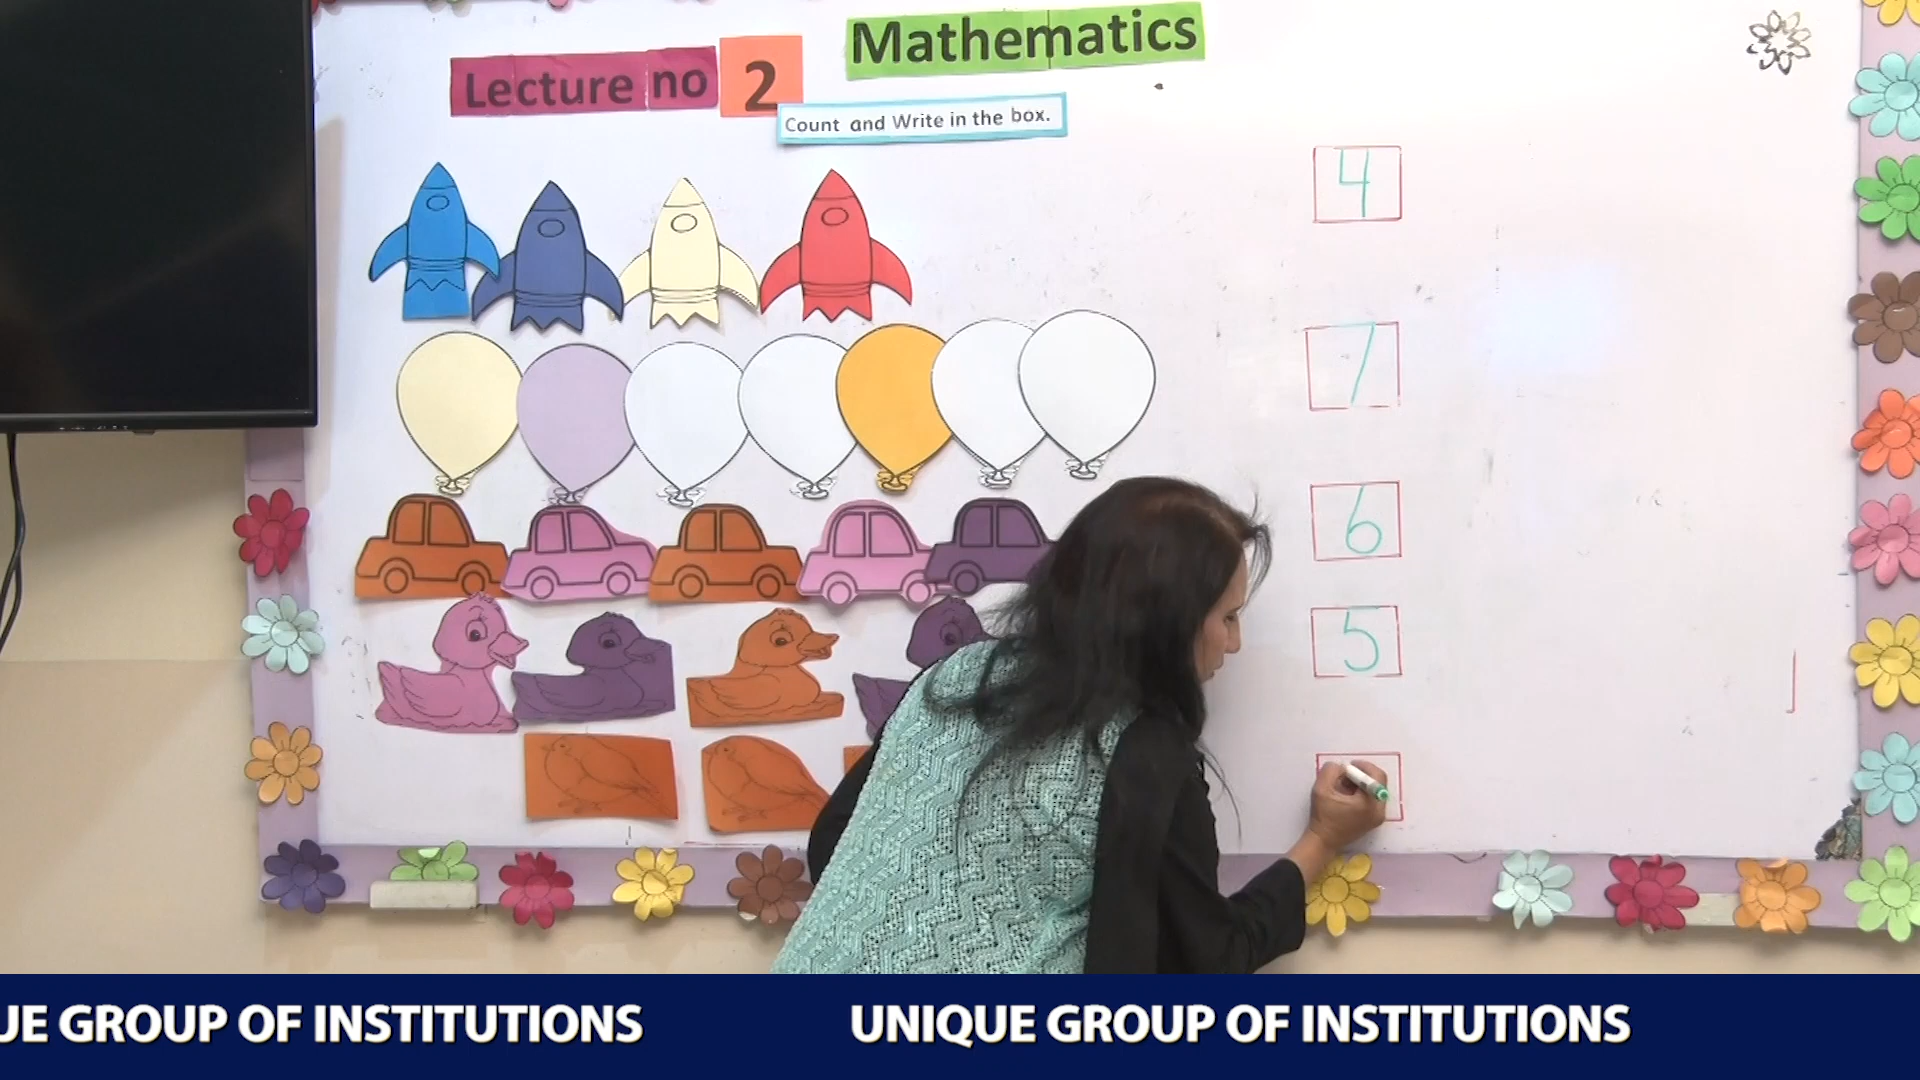 Mathematics
Lecture no 2
Count and Write in the box.
4
7
6
5
UE GROUP OF INSTITUTIONS UNIQUE GROUP OF INSTITUTIONS